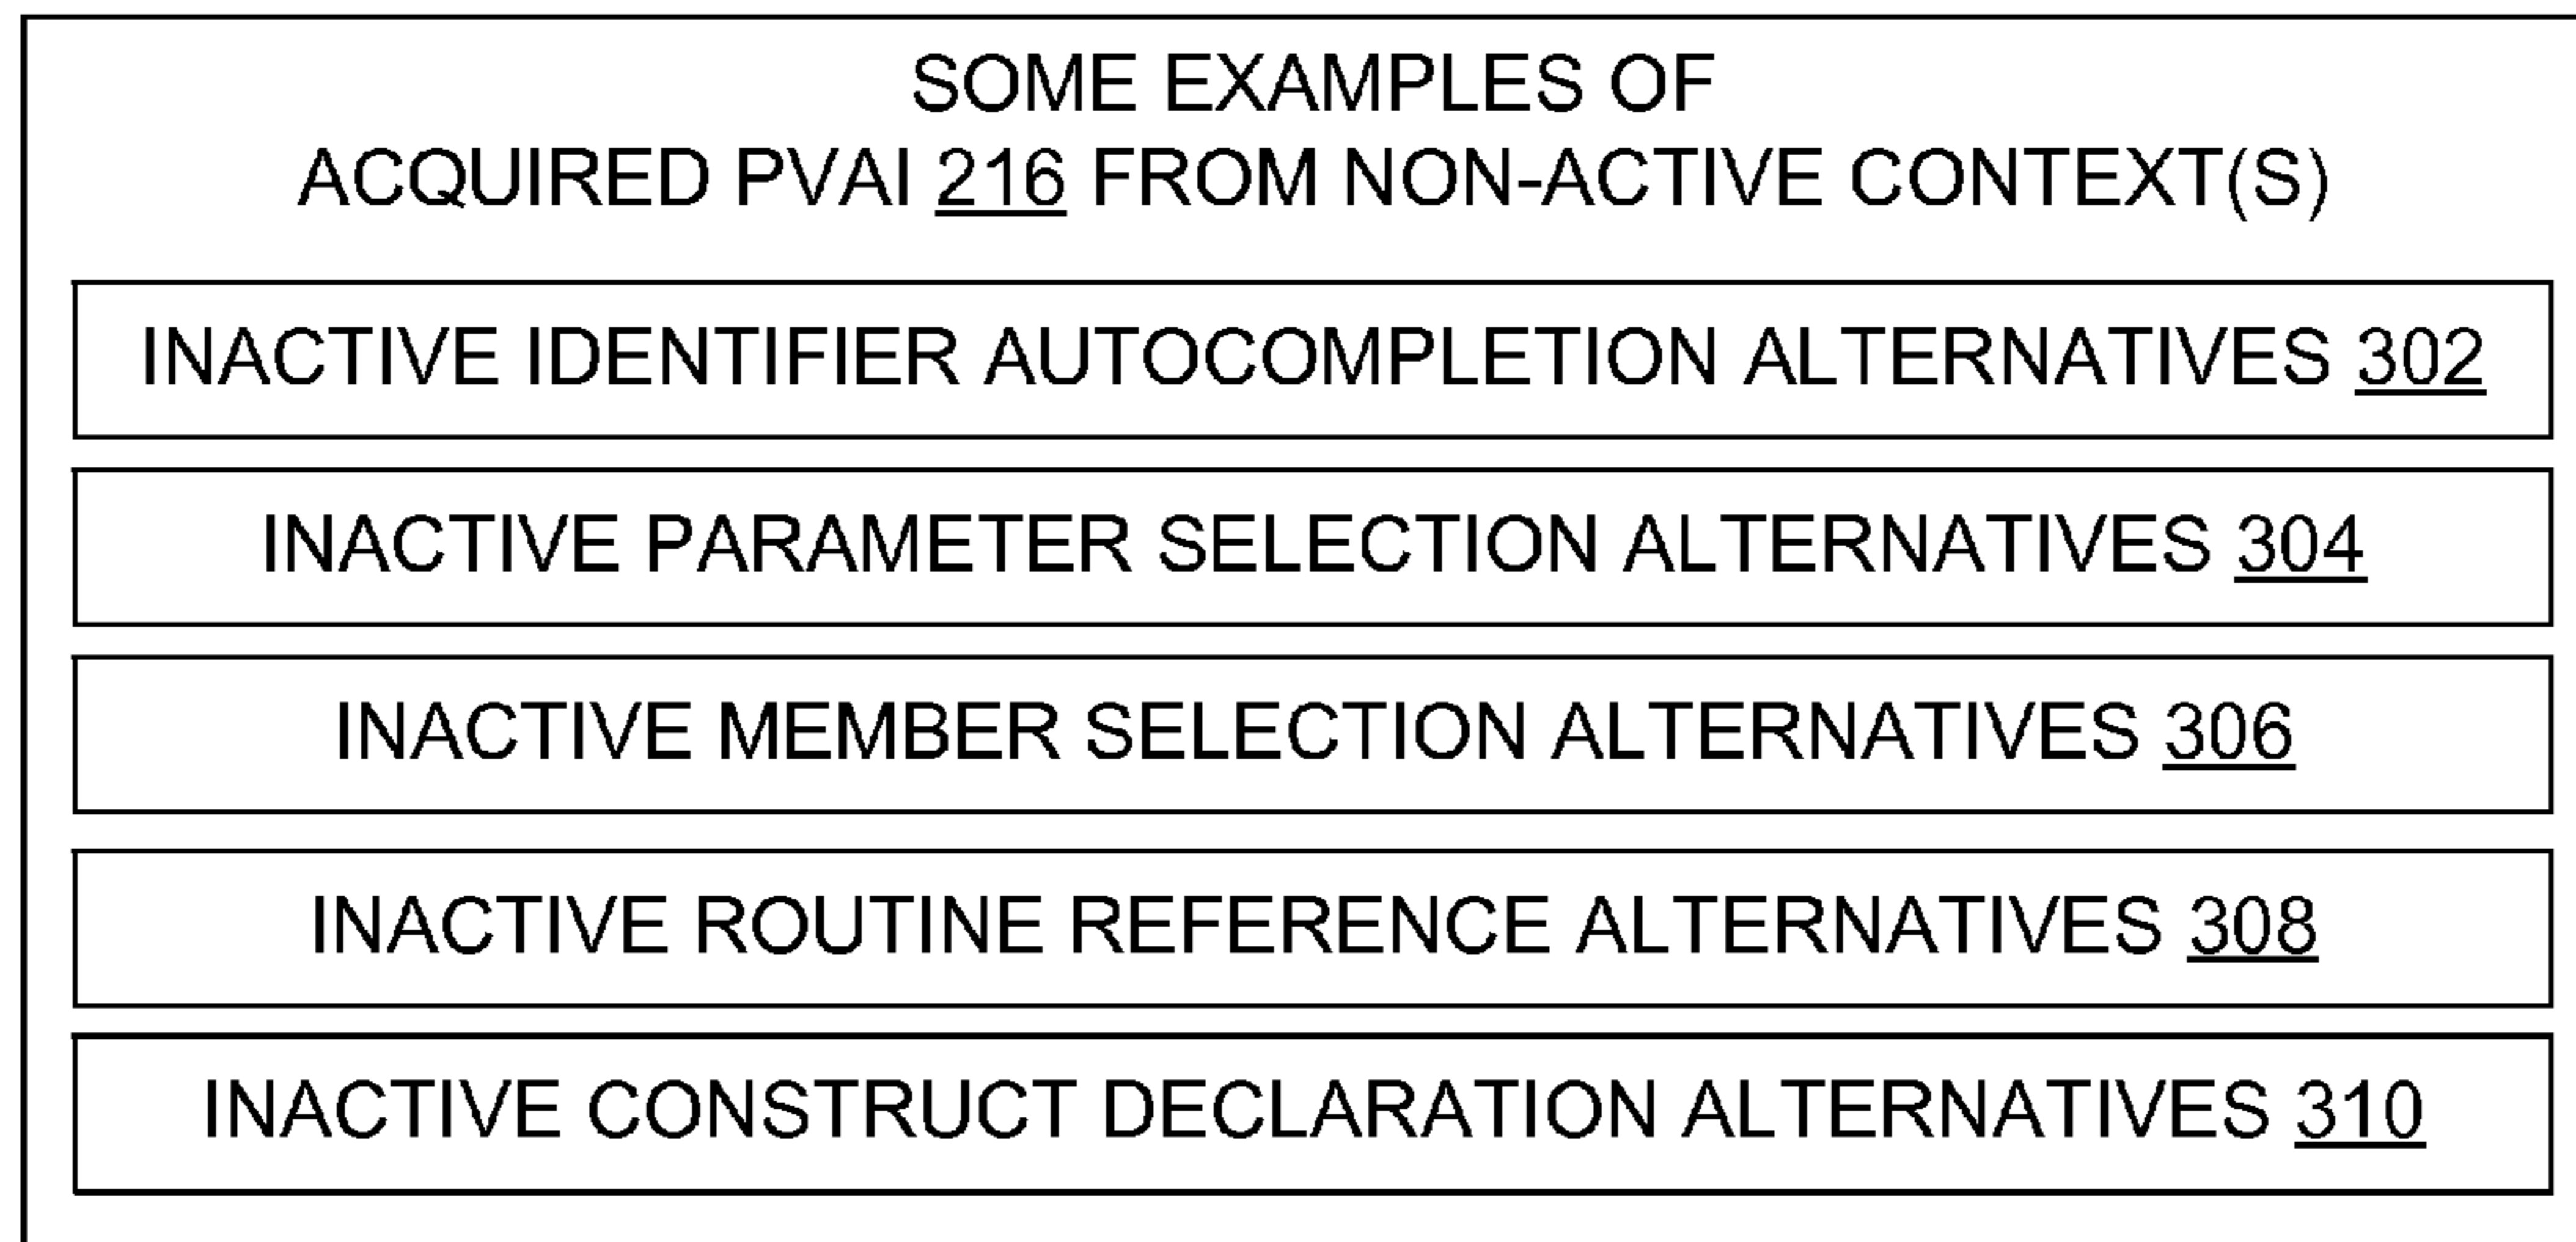 SOME EXAMPLES OF
ACQUIRED PVAI 216 FROM NON-ACTIVE CONTEXT(S)
INACTIVE IDENTIFIER AUTOCOMPLETION ALTERNATIVES 302
INACTIVE PARAMETER SELECTION ALTERNATIVES 304
INACTIVE MEMBER SELECTION ALTERNATIVES 306
INACTIVE ROUTINE REFERENCE ALTERNATIVES 308
INACTIVE CONSTRUCT DECLARATION ALTERNATIVES 310